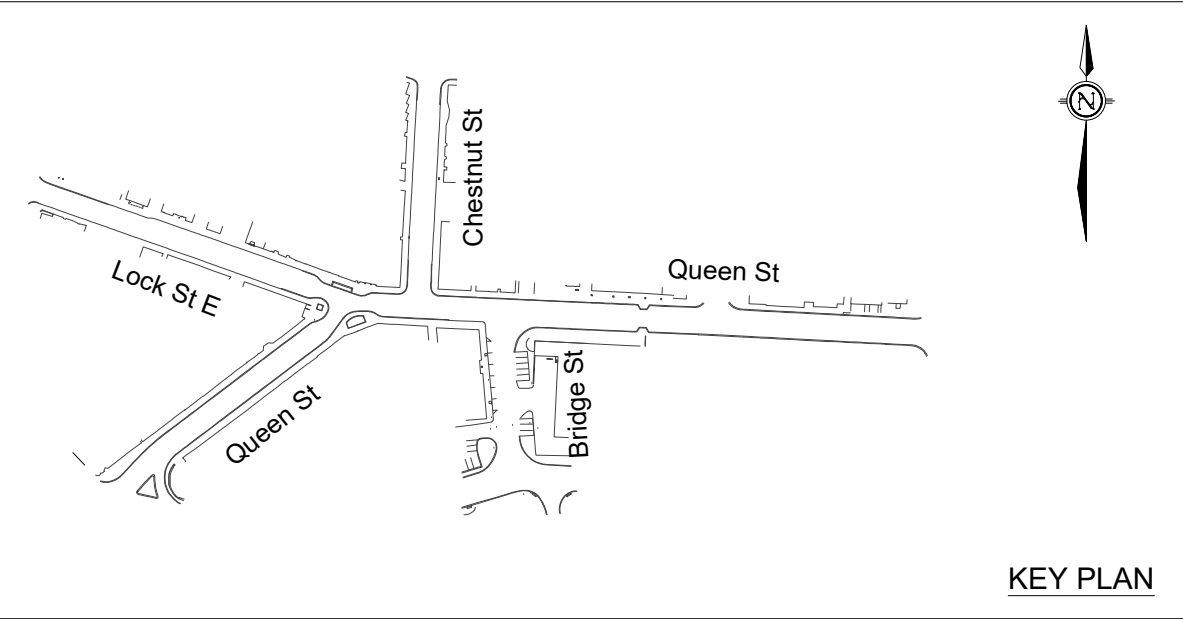 N
Chestnut St
Queen St
Lock St E
Bridge St
Queen St
KEY PLAN